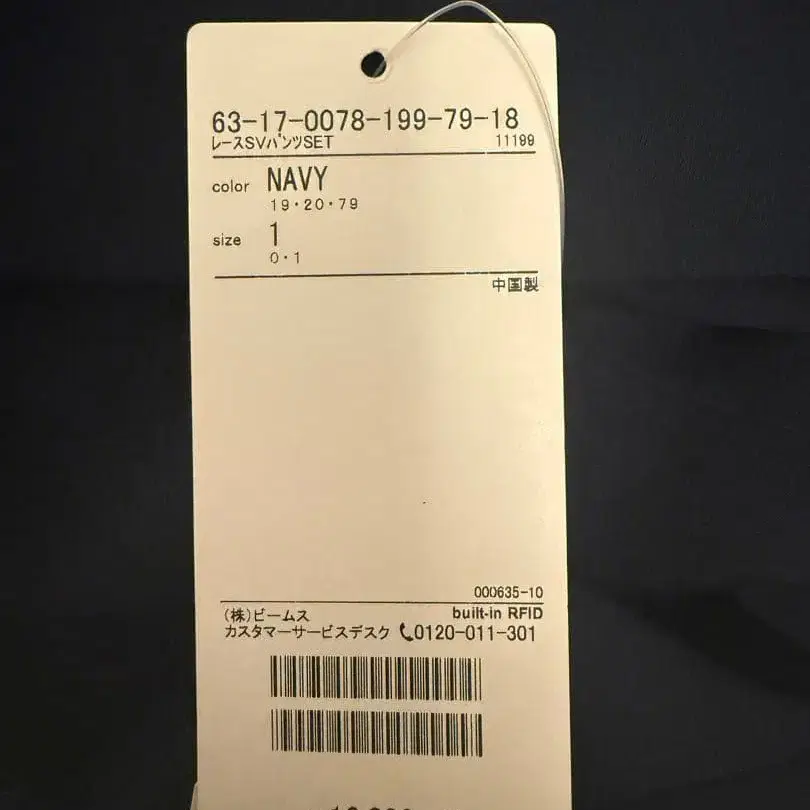 63-17-0078-199-79-18
レースSVパンツSET 11199
color NAVY
19・20・79
size 1
0・1
中国製
000635-10
(株)ビームス built-in RFID
カスタマーサービスデスク 0120-011-301